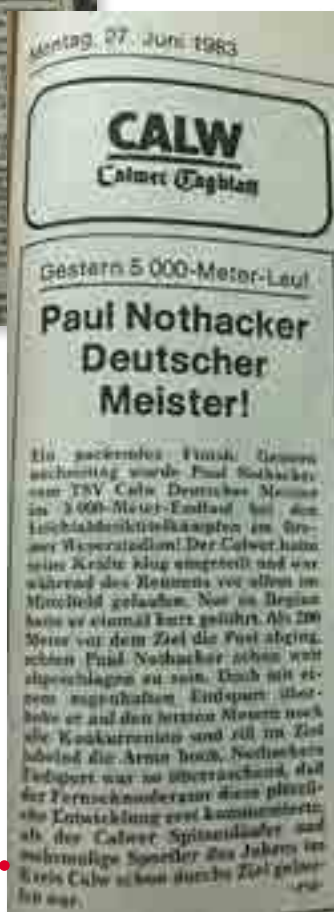 Montag, 27. Juni 1983
CALW
Calwer Tagblatt
Gestern 5 000-Meter-Lauf
Paul Nothacker
Deutscher
Meister!
Ein packendes Finish: Gestern
nachmittag wurde Paul Nothacker
vom TSV Calw Deutscher Meister
im 5 000-Meter-Endlauf bei den
Leichtathletiktitelkämpfen im Bre-
mer Weserstadion! Der Calwer hatte
seine Kräfte klug eingeteilt und war
während des Rennens vor allem im
Mittelfeld gelaufen. Nur zu Beginn
hatte er einmal kurz geführt. Als 200
Meter vor dem Ziel die Post abging,
schien Paul Nothacker schon weit
abgeschlagen zu sein. Doch mit ei-
nem sagenhaften Endspurt über-
holte er auf den letzten Metern noch
alle Konkurrenten und riß im Ziel
jubelnd die Arme hoch. Nothackers
Endspurt war so überraschend, daß
der Fernsehmoderator diese plötzli-
che Entwicklung erst kommentierte,
als der Calwer Spitzenläufer und
mehrmalige Sportler des Jahres im
Kreis Calw schon durchs Ziel gelau-
fen war.